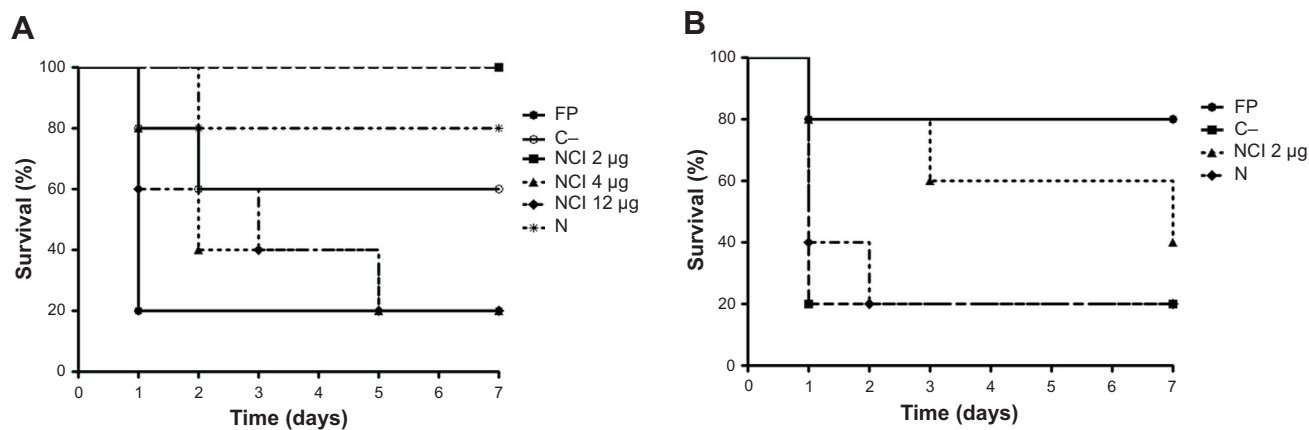 A
Survival (%)
100
80
60
40
20
0
0 1 2 3 4 5 6 7
Time (days)
FP
C–
NCI 2 µg
NCI 4 µg
NCI 12 µg
N
B
Survival (%)
100
80
60
40
20
0
0 1 2 3 4 5 6 7
Time (days)
FP
C–
NCI 2 µg
N